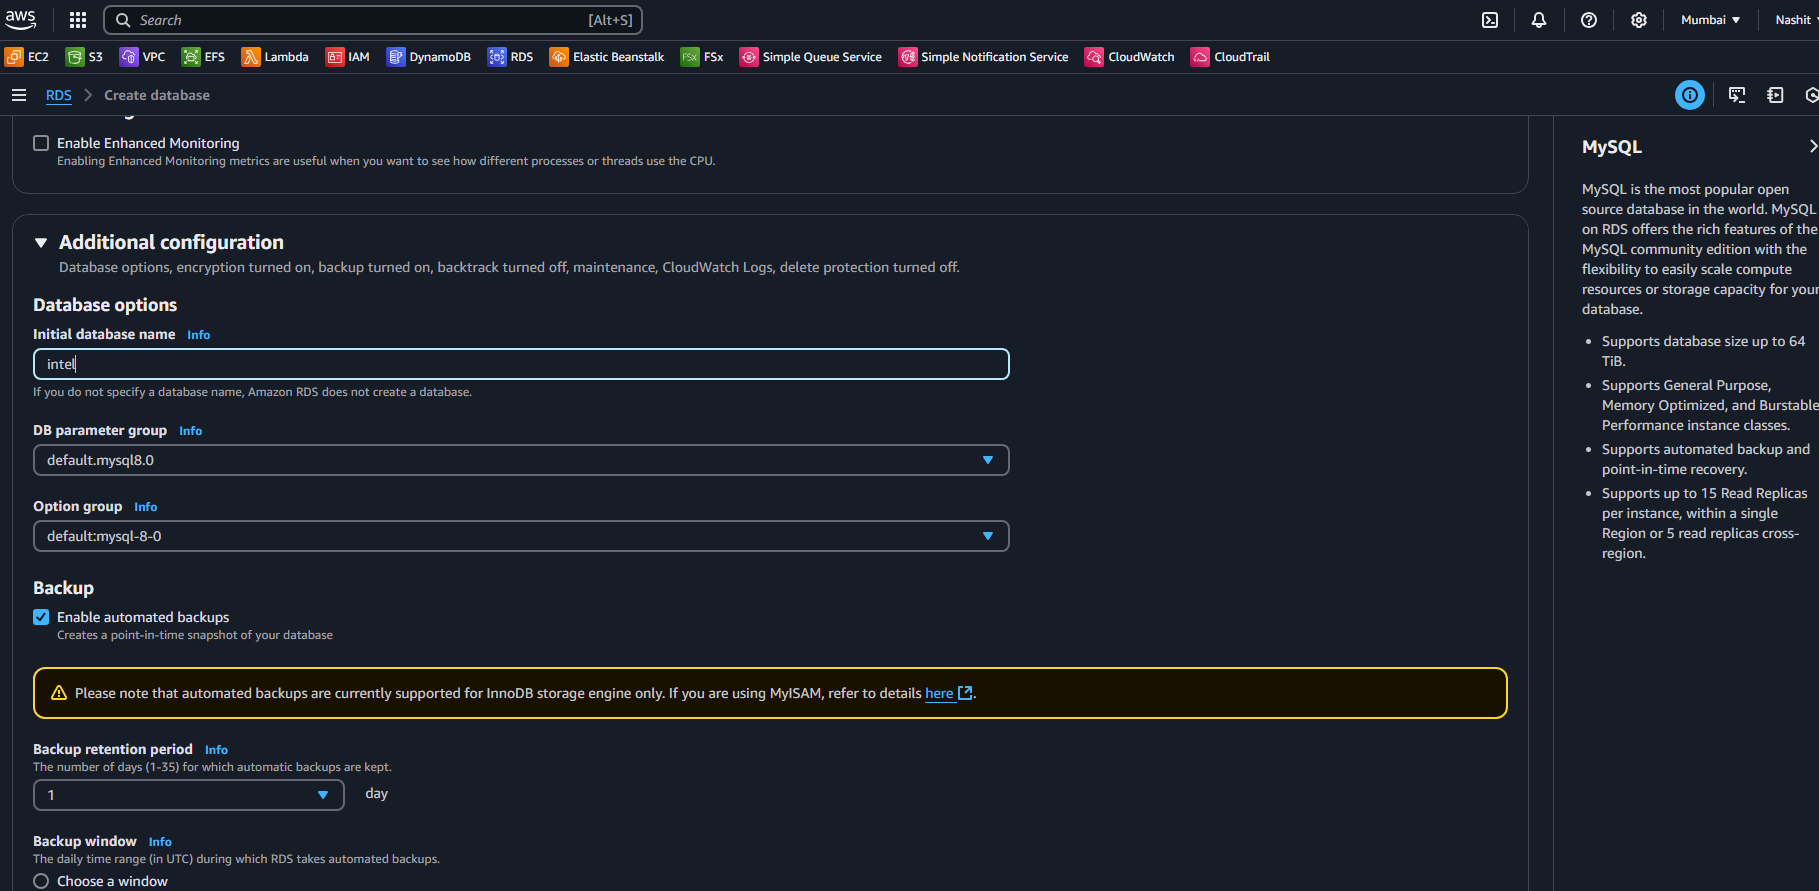 aws
Search [Alt+S]
Mumbai ▼
Nashit
EC2 S3 VPC EFS Lambda IAM DynamoDB RDS Elastic Beanstalk FSx FSx Simple Queue Service Simple Notification Service CloudWatch CloudTrail
RDS > Create database
Enable Enhanced Monitoring
Enabling Enhanced Monitoring metrics are useful when you want to see how different processes or threads use the CPU.
Additional configuration
Database options, encryption turned on, backup turned on, backtrack turned off, maintenance, CloudWatch Logs, delete protection turned off.
Database options
Initial database name Info
intel
If you do not specify a database name, Amazon RDS does not create a database.
DB parameter group Info
default.mysql8.0
Option group Info
default:mysql-8-0
Backup
Enable automated backups
Creates a point-in-time snapshot of your database
Please note that automated backups are currently supported for InnoDB storage engine only. If you are using MyISAM, refer to details here.
Backup retention period Info
The number of days (1-35) for which automatic backups are kept.
1 day
Backup window Info
The daily time range (in UTC) during which RDS takes automated backups.
Choose a window
MySQL
MySQL is the most popular open
source database in the world. MySQL
on RDS offers the rich features of the
MySQL community edition with the
flexibility to easily scale compute
resources or storage capacity for your
database.
• Supports database size up to 64
TiB.
• Supports General Purpose,
Memory Optimized, and Burstable
Performance instance classes.
• Supports automated backup and
point-in-time recovery.
• Supports up to 15 Read Replicas
per instance, within a single
Region or 5 read replicas cross-
region.